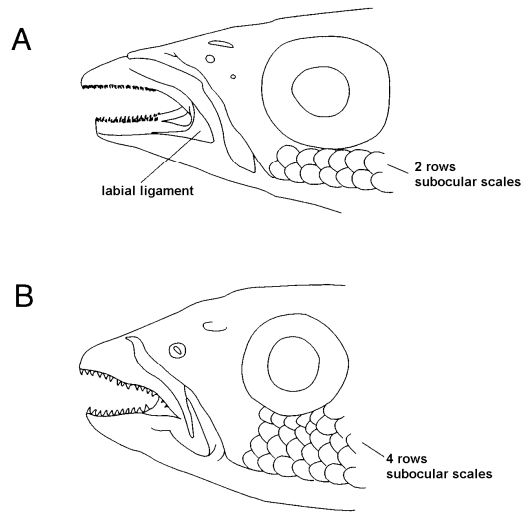 A
2 rows
subocular scales
labial ligament
B
4 rows
subocular scales